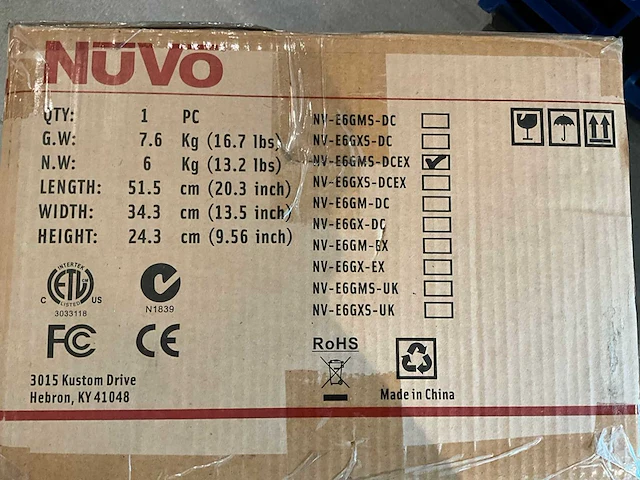 NÜVO
QTY: 1 PC
G.W: 7.6 Kg (16.7 lbs)
N.W: 6 Kg (13.2 lbs)
LENGTH: 51.5 cm (20.3 inch)
WIDTH: 34.3 cm (13.5 inch)
HEIGHT: 24.3 cm (9.56 inch)
NV-E6GMS-DC
NV-E6GXS-DC
NV-E6GMS-DCEX
NV-E6GXS-DCEX
NV-E6GM-DC
NV-E6GX-DC
NV-E6GM-EX
NV-E6GX-EX
NV-E6GMS-UK
NV-E6GXS-UK
INTERTEK
ETL
LISTED
C US
3033118
N1839
FC CE
RoHS
3015 Kustom Drive
Hebron, KY 41048
Made in China